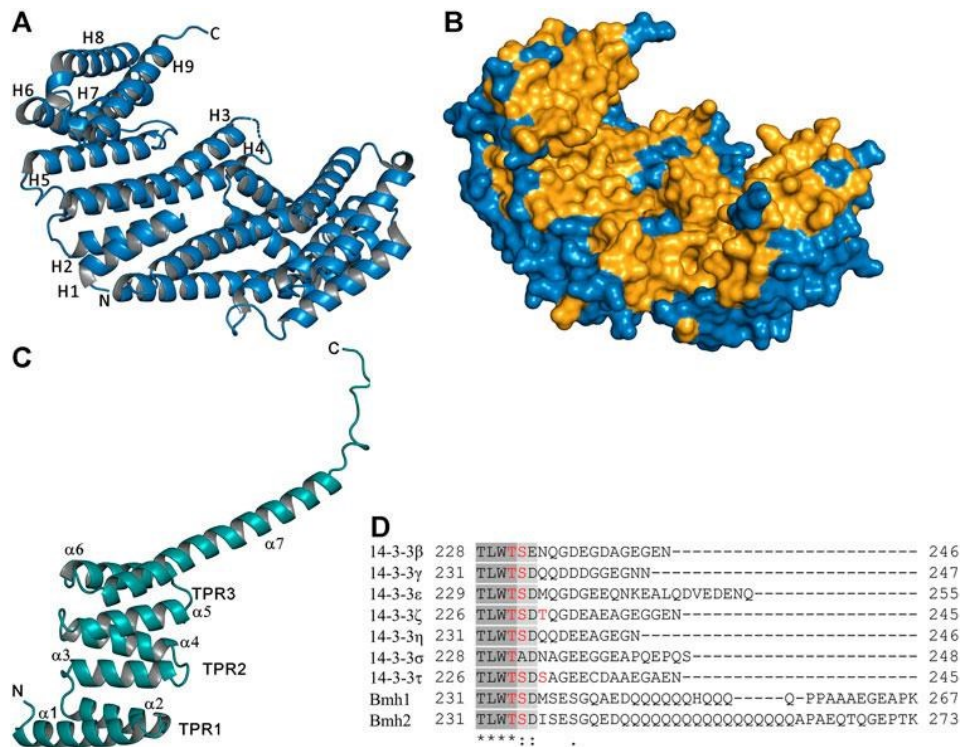 A
B
H8
C
H9
H6
H7
H3
H4
H5
H2
H1
N
C
C
α7
α6
TPR3
α5
α4
α3
TPR2
N
α1
α2
TPR1
D
14-3-3β 228 TLWTSENQGDEGDAGEGEN------------------------ 246
14-3-3γ 231 TLWTSDQQDDDGGEGNN-------------------------- 247
14-3-3ε 229 TLWTSDMQGDGEEQNKEALQDVEDENQ---------------- 255
14-3-3ζ 226 TLWTSDTQGDEAEAGEGGEN----------------------- 245
14-3-3η 231 TLWTSDQQDEEAGEGN--------------------------- 246
14-3-3σ 228 TLWTADNAGEEGGEAPQEPQS---------------------- 248
14-3-3τ 226 TLWTSDSAGEECDAAEGAEN----------------------- 245
Bmh1 231 TLWTSDMSESGQAEDQQQQQQHQQQ-----Q-PPAAAEGEAPK 267
Bmh2 231 TLWTSDISESGQEDQQQQQQQQQQQQQQQQQAPAEQTQGEPTK 273
****:: .